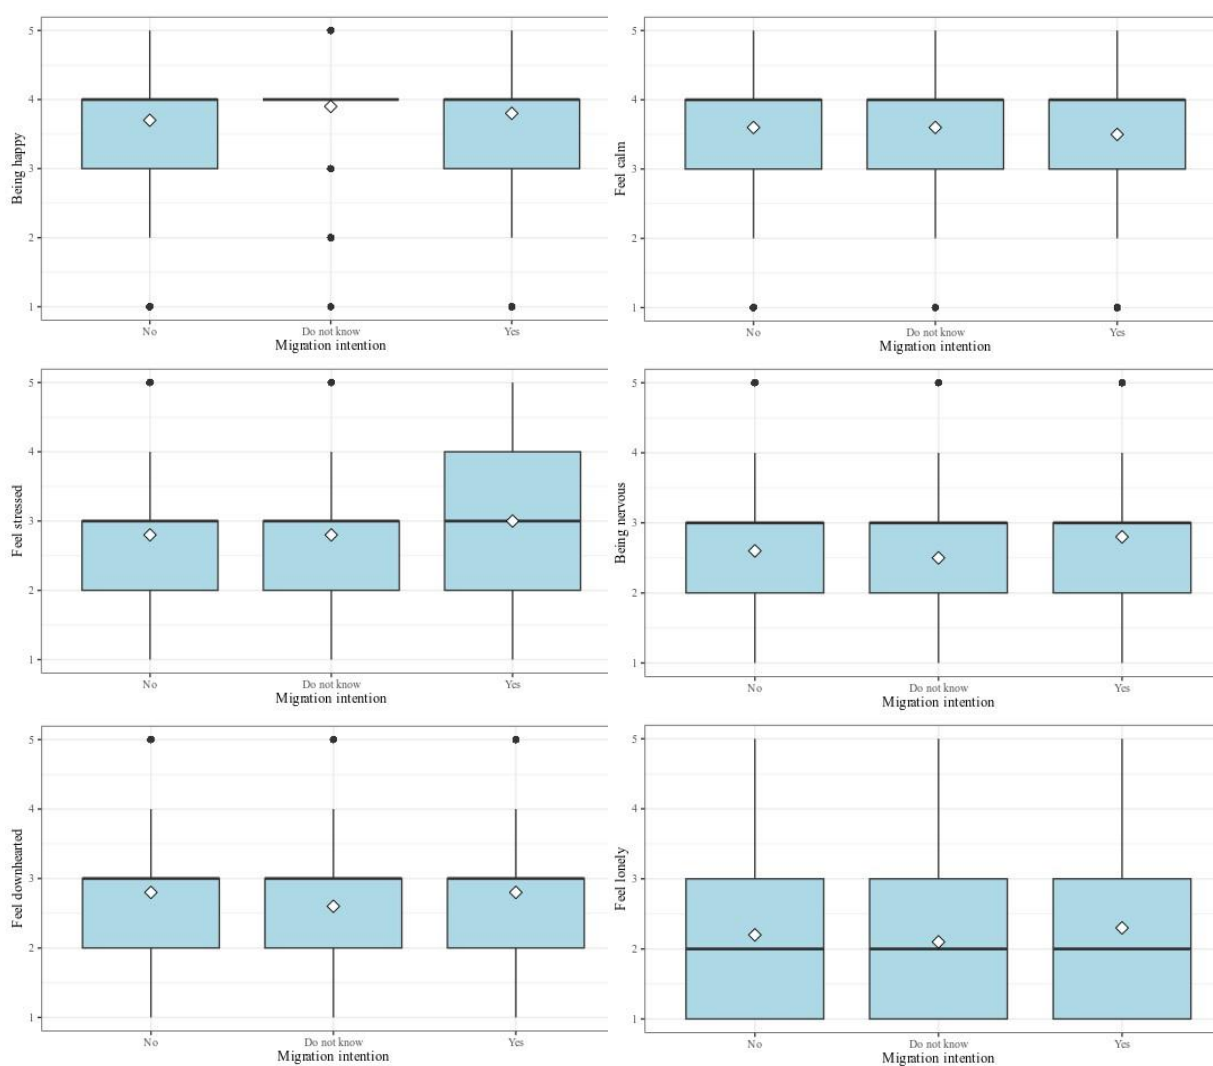 Being happy
5
4
3
2
1
No
Do not know
Yes
Migration intention
Feel calm
5
4
3
2
1
No
Do not know
Yes
Migration intention
Feel stressed
5
4
3
2
1
No
Do not know
Yes
Migration intention
Being nervous
5
4
3
2
1
No
Do not know
Yes
Migration intention
Feel downhearted
5
4
3
2
1
No
Do not know
Yes
Migration intention
Feel lonely
5
4
3
2
1
No
Do not know
Yes
Migration intention